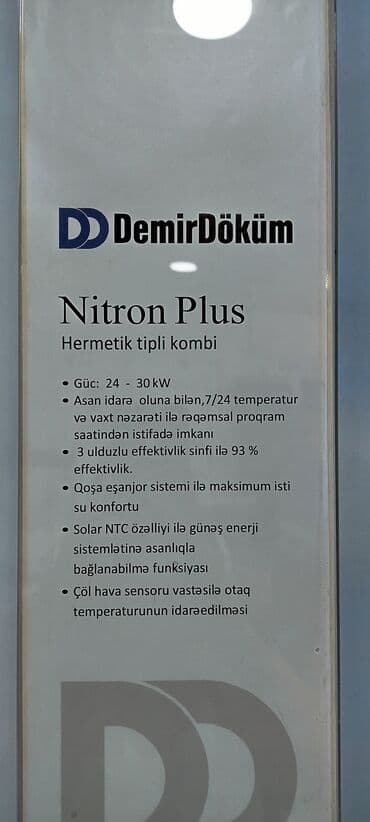 DemirDöküm
Nitron Plus
Hermetik tipli kombi
• Güc: 24 - 30 kW
• Asan idarə oluna bilən,7/24 temperatur
və vaxt nəzarəti ilə rəqəmsal proqram
saatindən istifadə imkanı
• 3 ulduzlu effektivlik sinfi ilə 93 %
effektivlik.
• Qoşa eşanjor sistemi ilə maksimum isti
su konfortu
• Solar NTC özəlliyi ilə günəş enerji
sistemlətinə asanlıqla
bağlanabilmə funksiyası
• Çöl hava sensoru vastəsilə otaq
temperaturunun idarəedilməsi